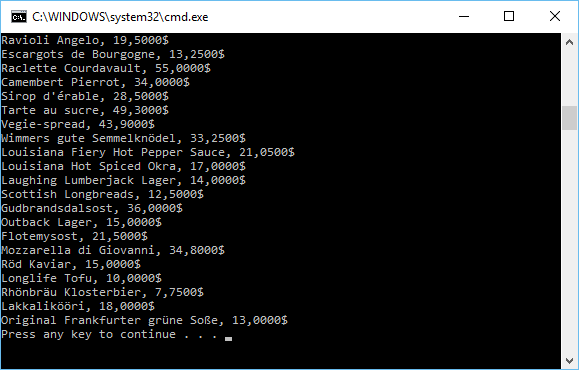 C:\WINDOWS\system32\cmd.exe
Ravioli Angelo, 19,5000$
Escargots de Bourgogne, 13,2500$
Raclette Courdavault, 55,0000$
Camembert Pierrot, 34,0000$
Sirop d'érable, 28,5000$
Tarte au sucre, 49,3000$
Vegie-spread, 43,9000$
Wimmers gute Semmelknödel, 33,2500$
Louisiana Fiery Hot Pepper Sauce, 21,0500$
Louisiana Hot Spiced Okra, 17,0000$
Laughing Lumberjack Lager, 14,0000$
Scottish Longbreads, 12,5000$
Gudbrandsdalsost, 36,0000$
Outback Lager, 15,0000$
Flotemysost, 21,5000$
Mozzarella di Giovanni, 34,8000$
Röd Kaviar, 15,0000$
Longlife Tofu, 10,0000$
Rhönbräu Klosterbier, 7,7500$
Lakkalikööri, 18,0000$
Original Frankfurter grüne Soße, 13,0000$
Press any key to continue . . .